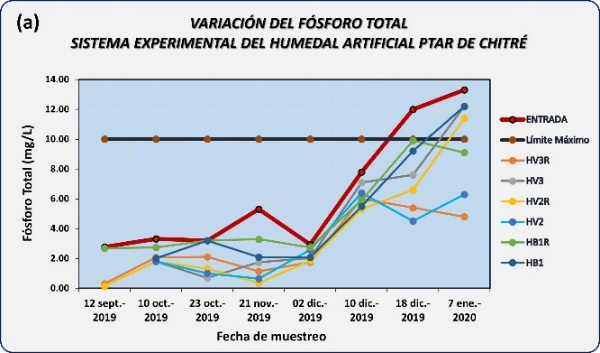 (a)
VARIACIÓN DEL FÓSFORO TOTAL
SISTEMA EXPERIMENTAL DEL HUMEDAL ARTIFICIAL PTAR DE CHITRÉ
Fósforo Total (mg/L)
14.00
12.00
10.00
8.00
6.00
4.00
2.00
0.00
12 sept.- 2019
10 oct.- 2019
23 oct.- 2019
21 nov.- 2019
02 dic.- 2019
10 dic.- 2019
18 dic.- 2019
7 ene.- 2020
Fecha de muestreo
ENTRADA
Límite Máximo
HV3R
HV3
HV2R
HV2
HB1R
HB1